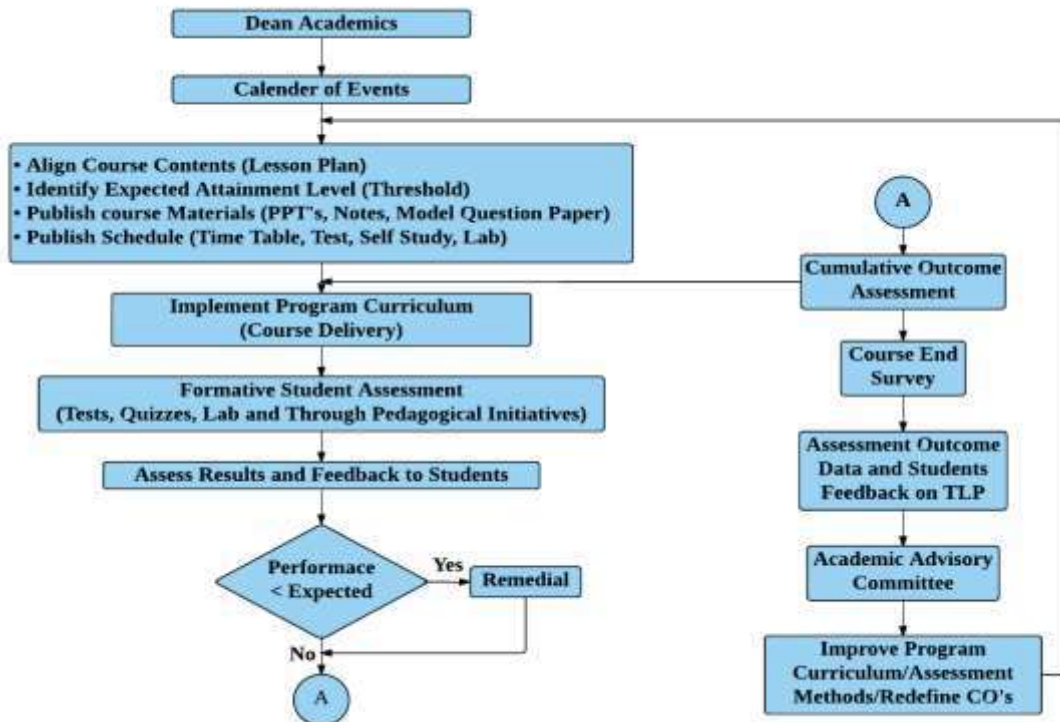 Dean Academics
Calender of Events
• Align Course Contents (Lesson Plan)
• Identify Expected Attainment Level (Threshold)
• Publish course Materials (PPT's, Notes, Model Question Paper)
• Publish Schedule (Time Table, Test, Self Study, Lab)
Implement Program Curriculum
(Course Delivery)
Formative Student Assessment
(Tests, Quizzes, Lab and Through Pedagogical Initiatives)
Assess Results and Feedback to Students
Performace
< Expected
Yes
Remedial
No
A
A
Cumulative Outcome
Assessment
Course End
Survey
Assessment Outcome
Data and Students
Feedback on TLP
Academic Advisory
Committee
Improve Program
Curriculum/Assessment
Methods/Redefine CO's